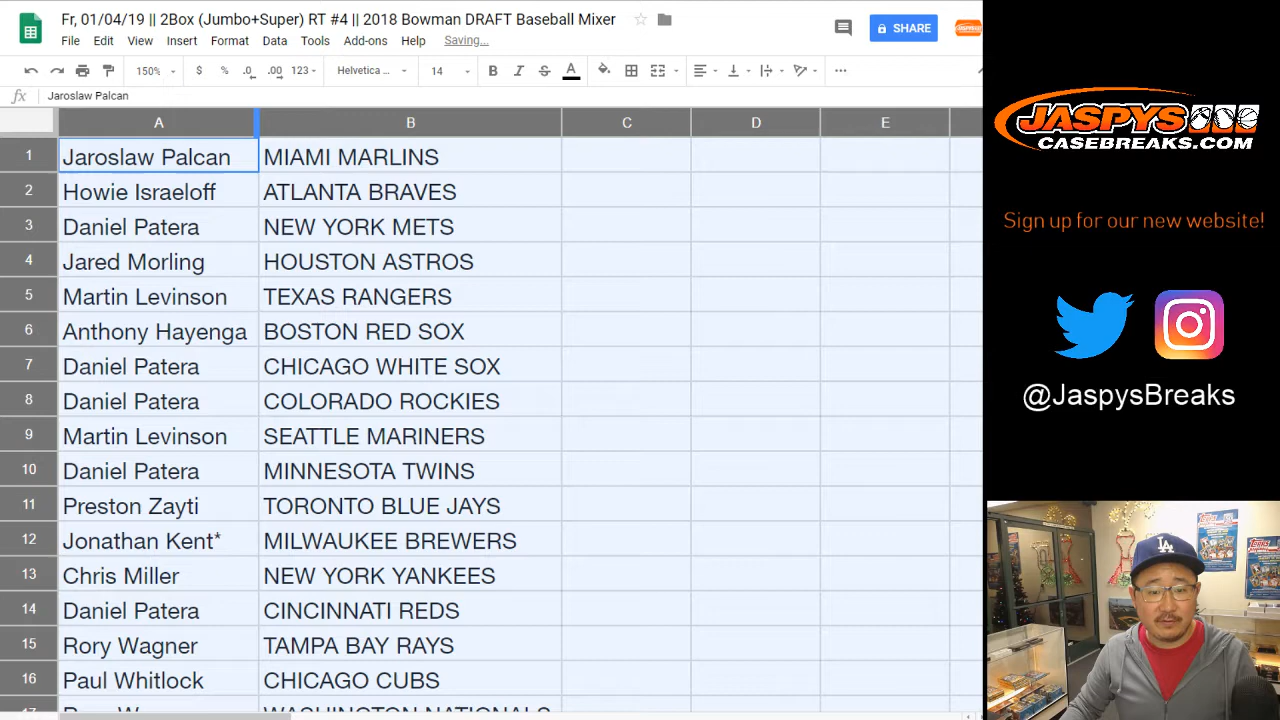 Fr, 01/04/19 || 2Box (Jumbo+Super) RT #4 || 2018 Bowman DRAFT Baseball Mixer
File Edit View Insert Format Data Tools Add-ons Help Saving...
SHARE
150% $ % .0 .00 123 Helvetica ... 14 B I S A
fx Jaroslaw Palcan
A B C D E
1 Jaroslaw Palcan MIAMI MARLINS
2 Howie Israeloff ATLANTA BRAVES
3 Daniel Patera NEW YORK METS
4 Jared Morling HOUSTON ASTROS
5 Martin Levinson TEXAS RANGERS
6 Anthony Hayenga BOSTON RED SOX
7 Daniel Patera CHICAGO WHITE SOX
8 Daniel Patera COLORADO ROCKIES
9 Martin Levinson SEATTLE MARINERS
10 Daniel Patera MINNESOTA TWINS
11 Preston Zayti TORONTO BLUE JAYS
12 Jonathan Kent* MILWAUKEE BREWERS
13 Chris Miller NEW YORK YANKEES
14 Daniel Patera CINCINNATI REDS
15 Rory Wagner TAMPA BAY RAYS
16 Paul Whitlock CHICAGO CUBS
WASHINGTON NATIONALS
JASPYS
CASEBREAKS.COM
Sign up for our new website!
@JaspysBreaks
LA